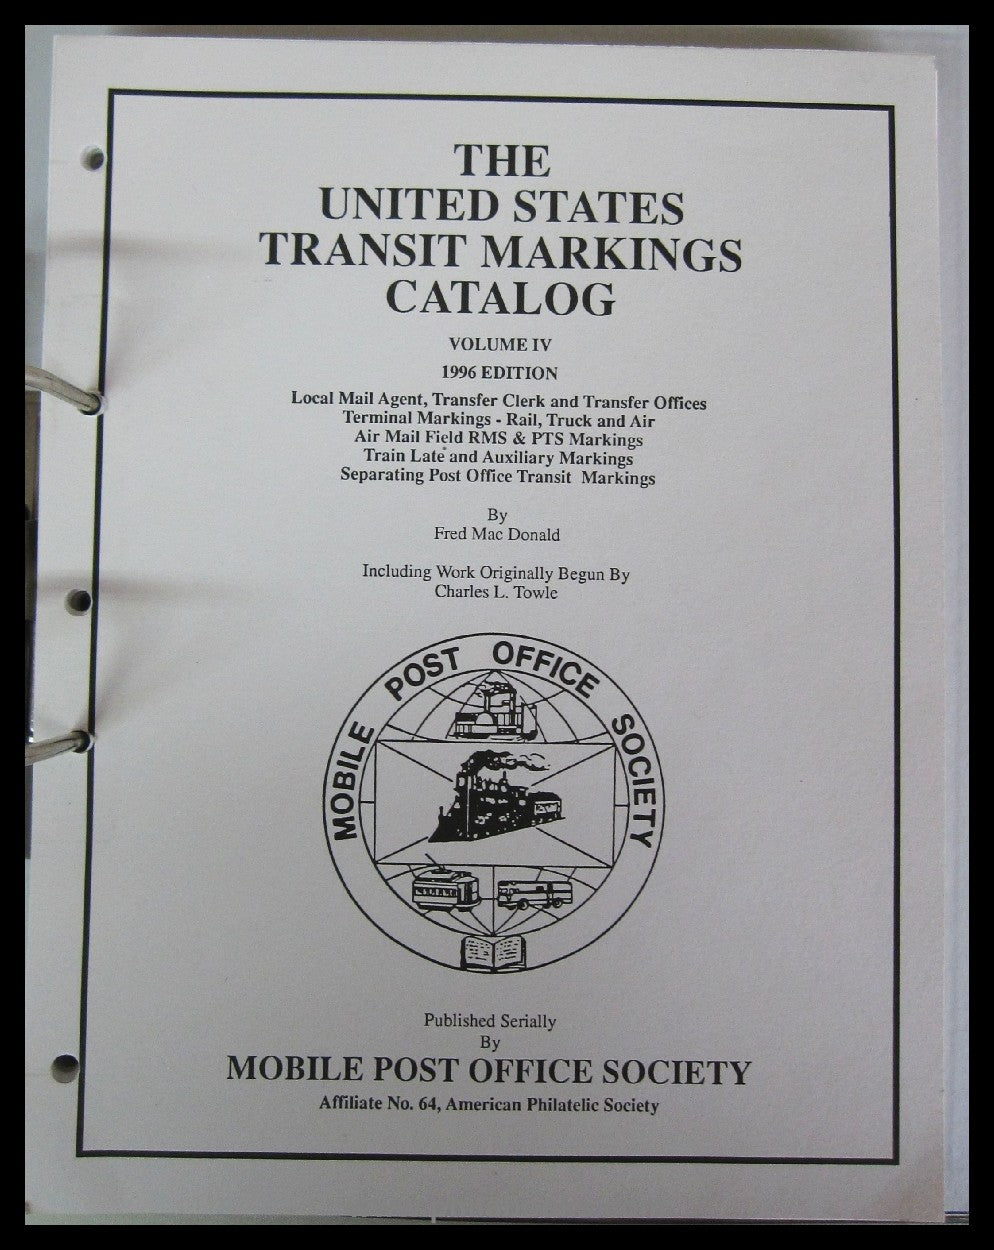 THE
UNITED STATES
TRANSIT MARKINGS
CATALOG
VOLUME IV
1996 EDITION
Local Mail Agent, Transfer Clerk and Transfer Offices
Terminal Markings - Rail, Truck and Air
Air Mail Field RMS & PTS Markings
Train Late and Auxiliary Markings
Separating Post Office Transit Markings
By
Fred Mac Donald
Including Work Originally Begun By
Charles L. Towle
MOBILE POST OFFICE SOCIETY
Published Serially
By
MOBILE POST OFFICE SOCIETY
Affiliate No. 64, American Philatelic Society